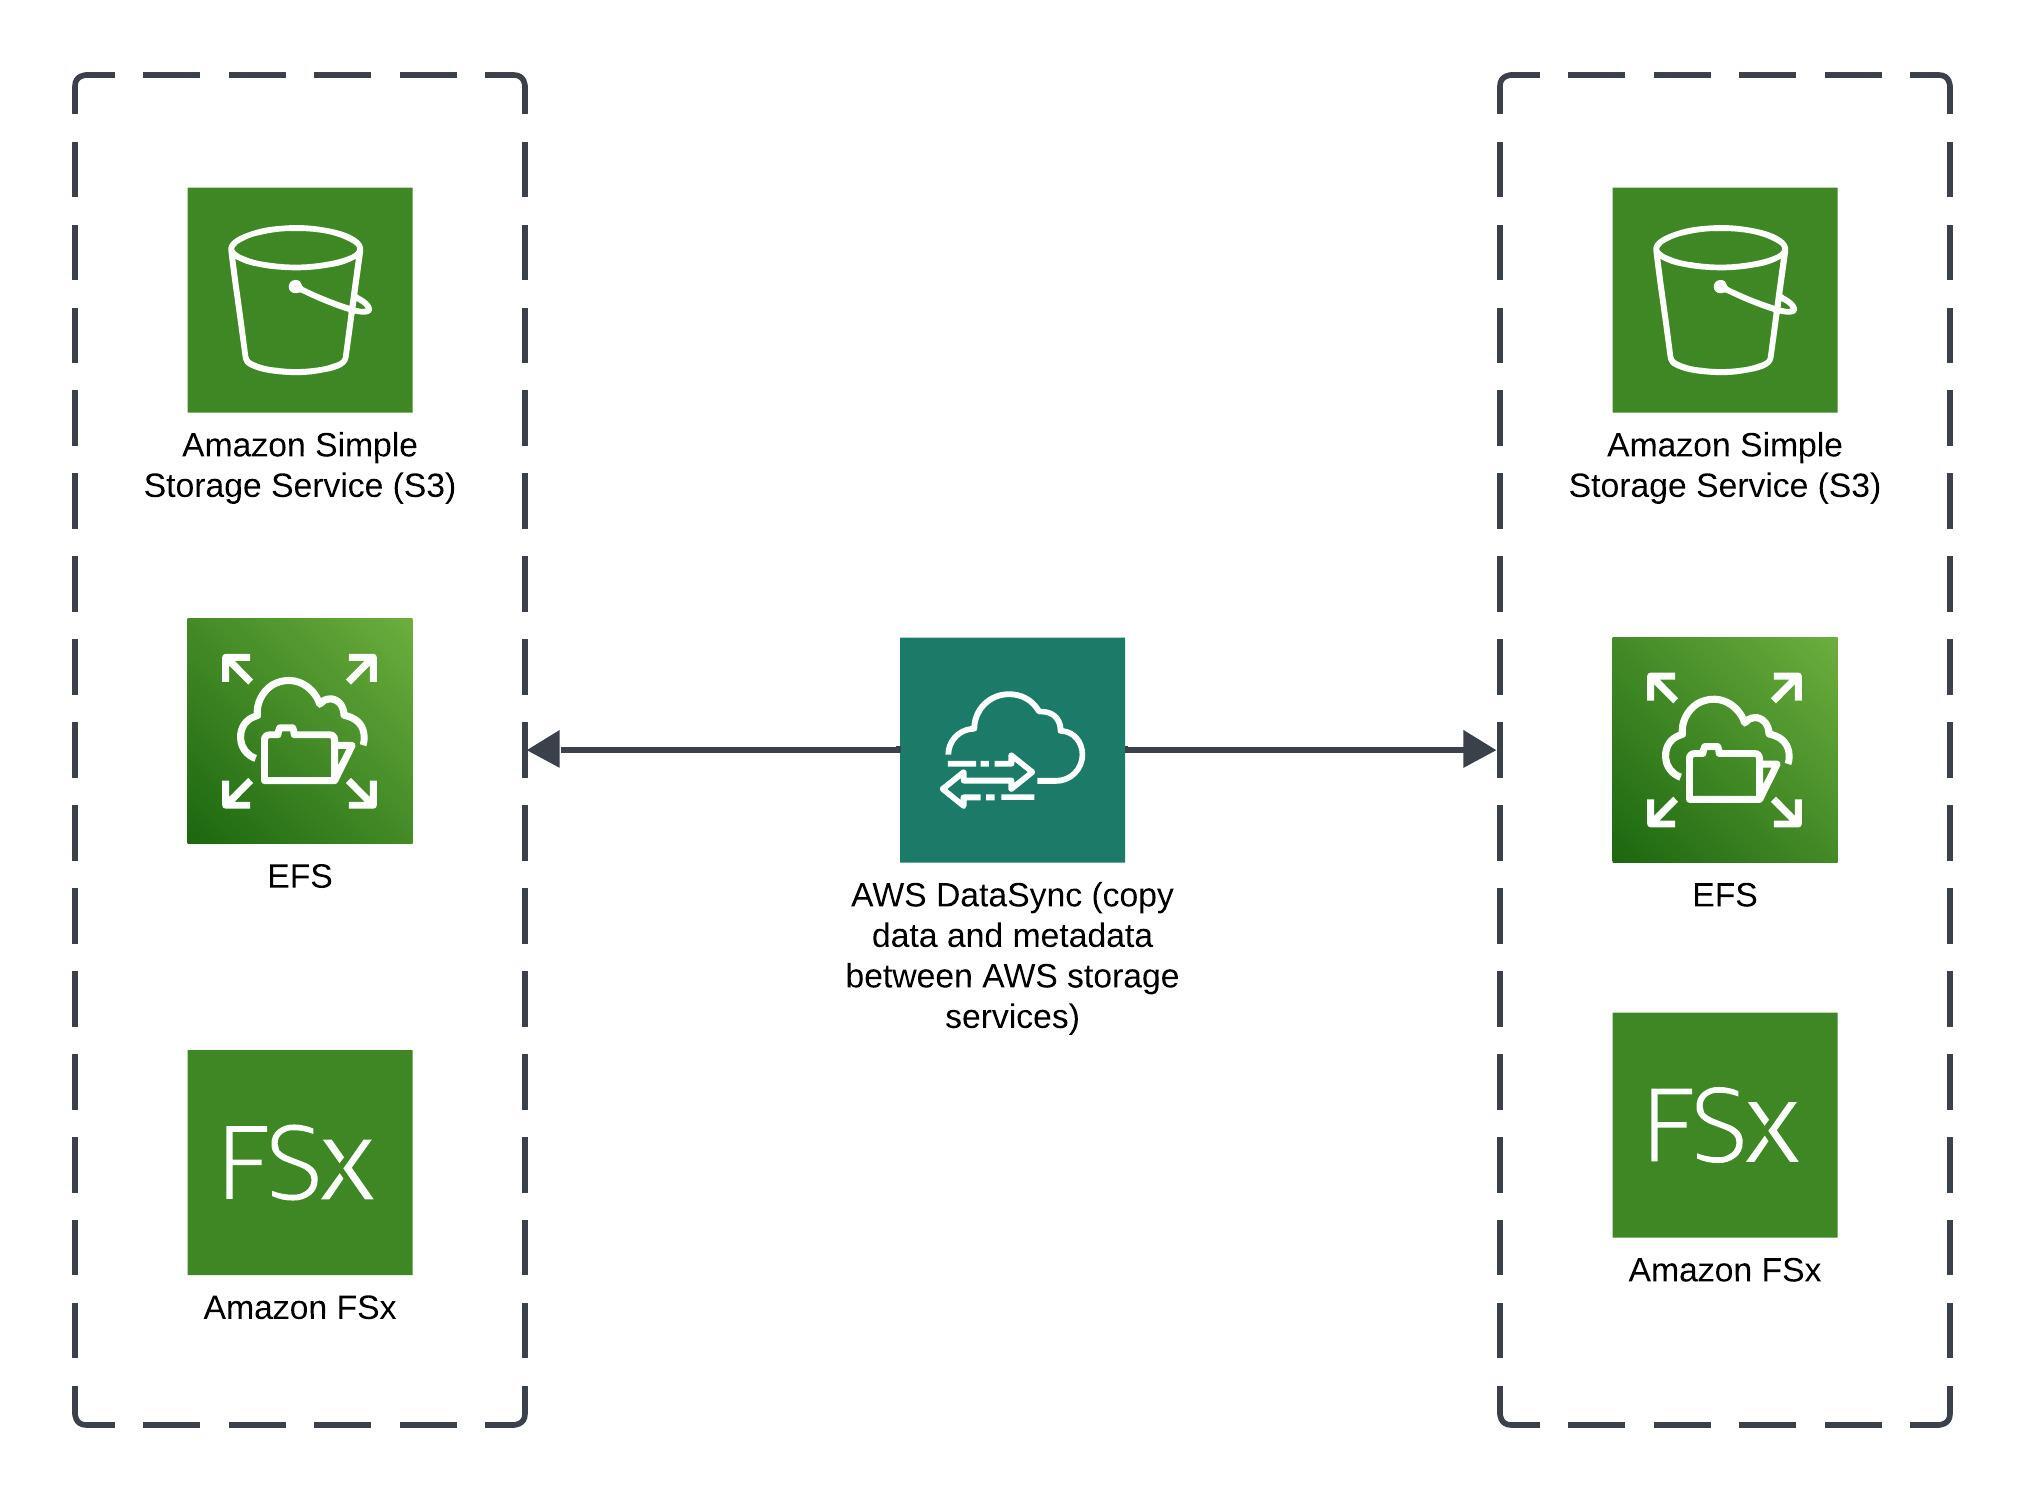 Amazon Simple
Storage Service (S3)
EFS
FSx
Amazon FSx
AWS DataSync (copy
data and metadata
between AWS storage
services)
Amazon Simple
Storage Service (S3)
EFS
FSx
Amazon FSx